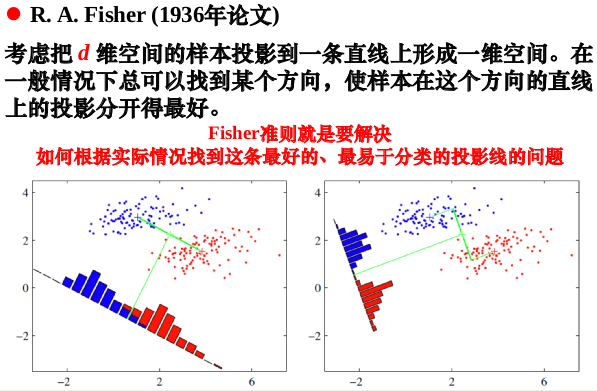 ● R. A. Fisher (1936年论文)
考虑把 d 维空间的样本投影到一条直线上形成一维空间。在
一般情况下总可以找到某个方向，使样本在这个方向的直线
上的投影分开得最好。
Fisher准则就是要解决
如何根据实际情况找到这条最好的、最易于分类的投影线的问题
4
2
0
−2
−2
2
6
4
2
0
−2
−2
2
6